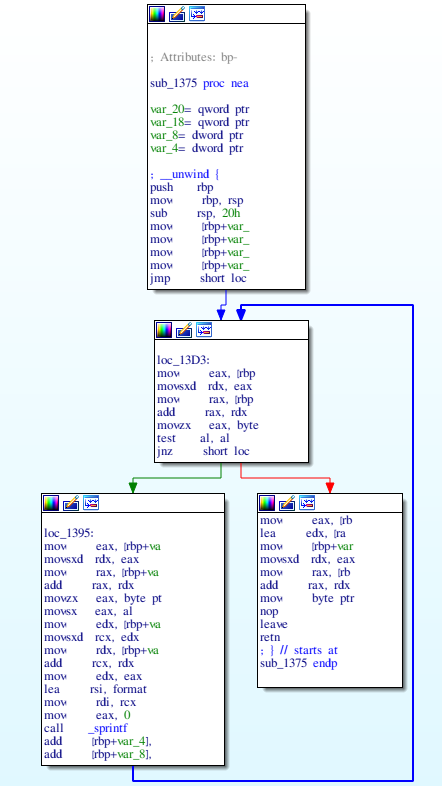 ; Attributes: bp-
sub_1375 proc nea
var_20= qword ptr
var_18= qword ptr
var_8= dword ptr
var_4= dword ptr
; __unwind {
push rbp
mov rbp, rsp
sub rsp, 20h
mov [rbp+var_
mov [rbp+var_
mov [rbp+var_
mov [rbp+var_
jmp short loc
loc_13D3:
mov eax, [rbp
movsxd rdx, eax
mov rax, [rbp
add rax, rdx
movzx eax, byte
test al, al
jnz short loc
loc_1395:
mov eax, [rbp+va
movsxd rdx, eax
mov rax, [rbp+va
add rax, rdx
movzx eax, byte pt
movsx eax, al
mov edx, [rbp+va
movsxd rcx, edx
mov rdx, [rbp+va
add rcx, rdx
mov edx, eax
lea rsi, format
mov rdi, rcx
mov eax, 0
call _sprintf
add [rbp+var_4],
add [rbp+var_8],
mov eax, [rb
lea edx, [ra
mov [rbp+var
movsxd rdx, eax
mov rax, [rb
add rax, rdx
mov byte ptr
nop
leave
retn
; } // starts at
sub_1375 endp